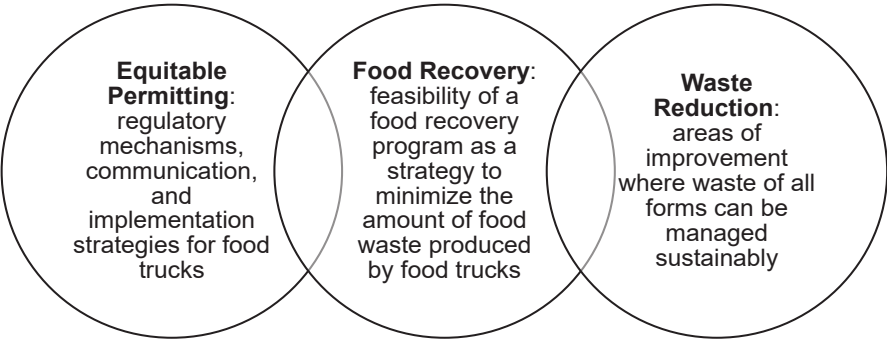 Equitable
Permitting:
regulatory
mechanisms,
communication,
and
implementation
strategies for food
trucks
Food Recovery:
feasibility of a
food recovery
program as a
strategy to
minimize the
amount of food
waste produced
by food trucks
Waste
Reduction:
areas of
improvement
where waste of all
forms can be
managed
sustainably